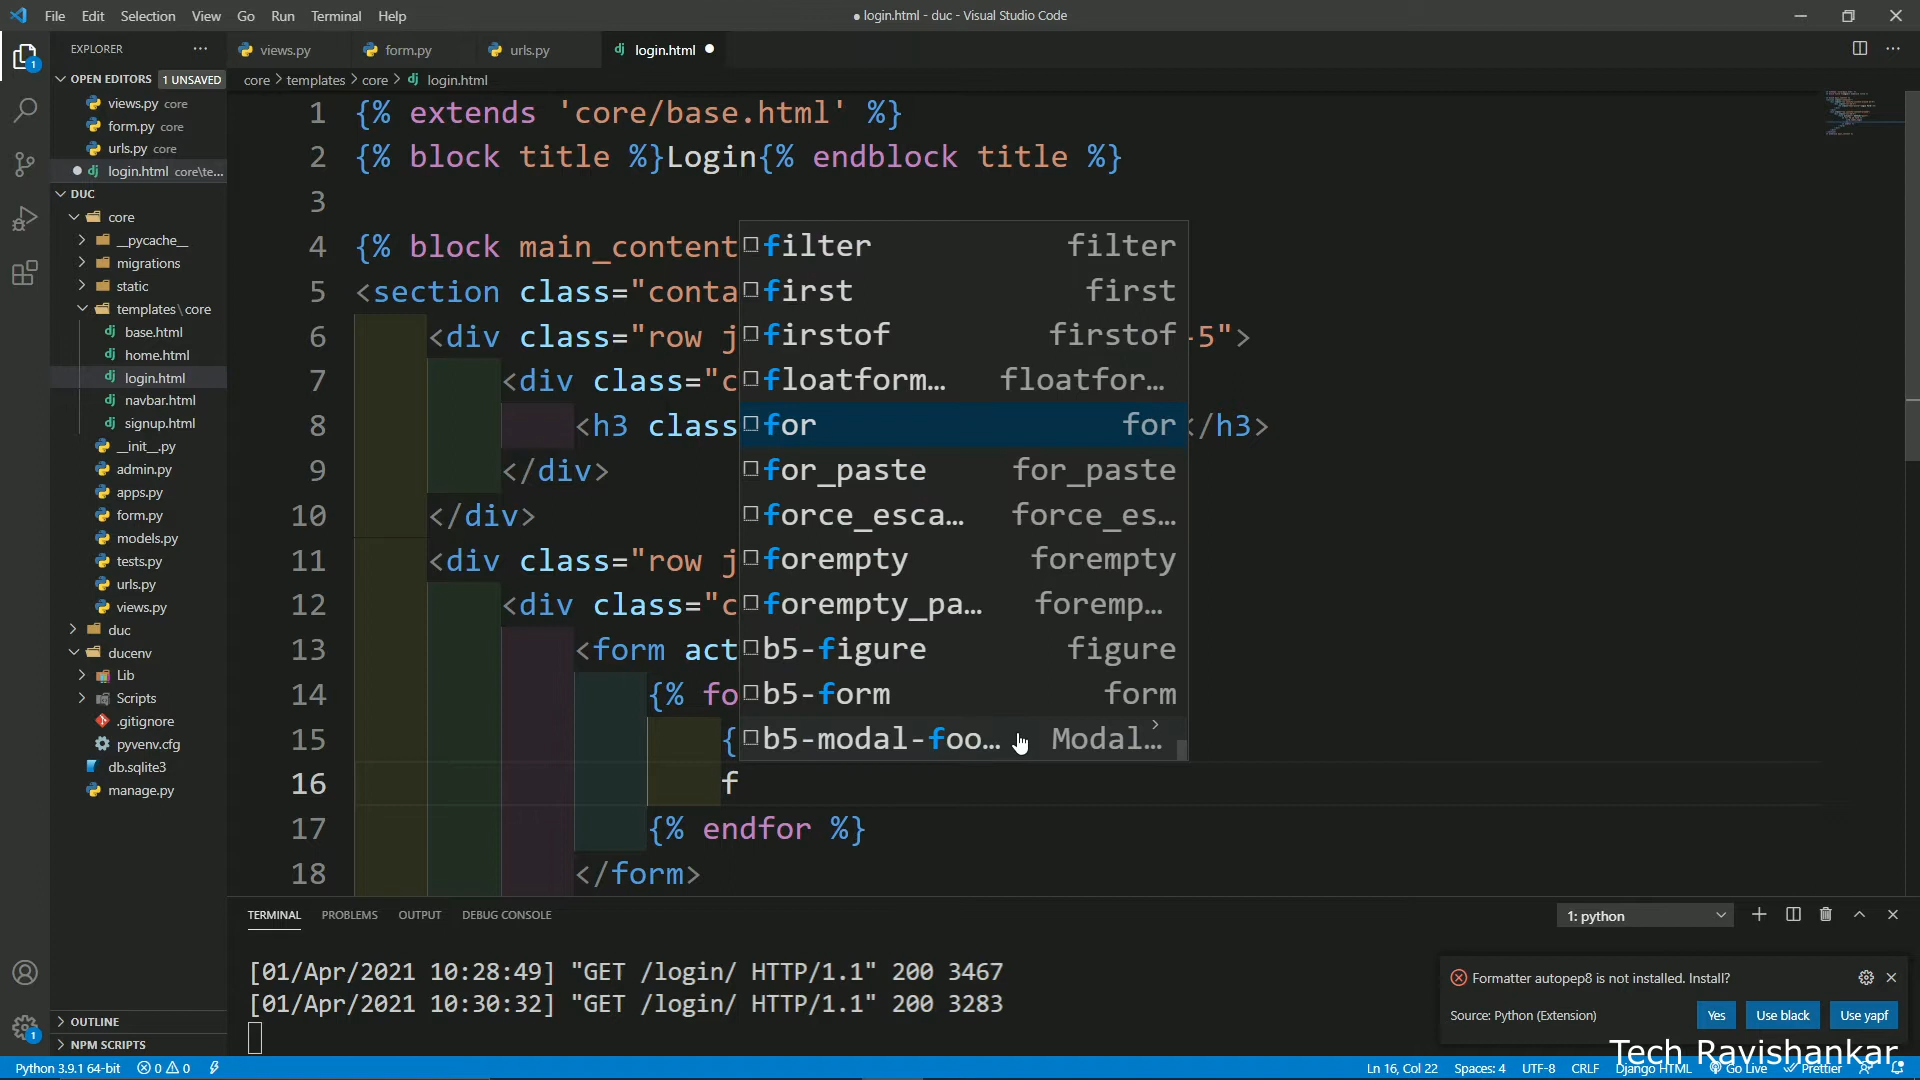 File Edit Selection View Go Run Terminal Help
● login.html - duc - Visual Studio Code
EXPLORER ···
views.py form.py urls.py login.html ●
OPEN EDITORS 1 UNSAVED
core > templates > core > login.html
views.py core
form.py core
urls.py core
● login.html core\te...
DUC
core
__pycache__
migrations
static
templates\core
base.html
home.html
login.html
navbar.html
signup.html
__init__.py
admin.py
apps.py
form.py
models.py
tests.py
urls.py
views.py
duc
ducenv
Lib
Scripts
.gitignore
pyvenv.cfg
db.sqlite3
manage.py
OUTLINE
NPM SCRIPTS
1 {% extends 'core/base.html' %}
2 {% block title %}Login{% endblock title %}
3
4 {% block main_content
5 <section class="conta
6 <div class="row j -5">
7 <div class="c
8 <h3 class </h3>
9 </div>
10 </div>
11 <div class="row j
12 <div class="c
13 <form act
14 {% fo
15 {
16 f
17 {% endfor %}
18 </form>
filter filter
first first
firstof firstof
floatform... floatfor...
for for
for_paste for_paste
force_esca... force_es...
forempty forempty
forempty_pa... foremp...
b5-figure figure
b5-form form
b5-modal-foo... Modal...
TERMINAL PROBLEMS OUTPUT DEBUG CONSOLE
1: python
[01/Apr/2021 10:28:49] "GET /login/ HTTP/1.1" 200 3467
[01/Apr/2021 10:30:32] "GET /login/ HTTP/1.1" 200 3283
Formatter autopep8 is not installed. Install?
Source: Python (Extension) Yes Use black Use yapf
Tech Ravishankar
Python 3.9.1 64-bit 0 0
Ln 16, Col 22 Spaces: 4 UTF-8 CRLF Django HTML Go Live Prettier